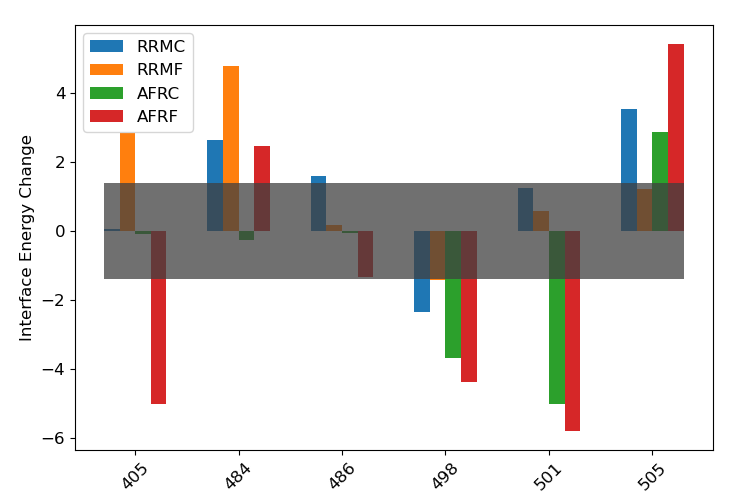 RRMC
RRMF
AFRC
AFRF
Interface Energy Change
4
2
0
−2
−4
−6
405
484
486
498
501
505